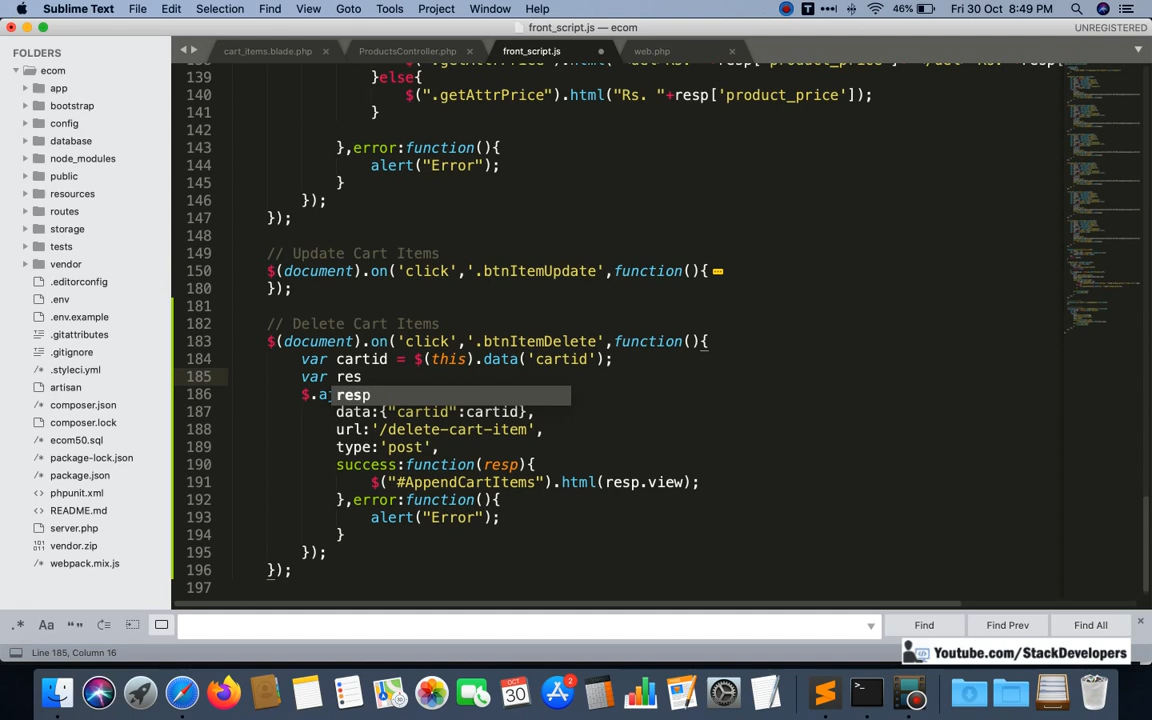 Sublime Text File Edit Selection Find View Goto Tools Project Window Help 46% Fri 30 Oct 8:49 PM
front_script.js — ecom UNREGISTERED
FOLDERS
ecom
app
bootstrap
config
database
node_modules
public
resources
routes
storage
tests
vendor
.editorconfig
.env
.env.example
.gitattributes
.gitignore
.styleci.yml
artisan
composer.json
composer.lock
ecom50.sql
package-lock.json
package.json
phpunit.xml
README.md
server.php
vendor.zip
webpack.mix.js
cart_items.blade.php ProductsController.php front_script.js web.php
139 }else{
140 $(".getAttrPrice").html("Rs. "+resp['product_price']);
141 }
142
143 },error:function(){
144 alert("Error");
145 }
146 });
147 });
148
149 // Update Cart Items
150 $(document).on('click','.btnItemUpdate',function(){
180 });
181
182 // Delete Cart Items
183 $(document).on('click','.btnItemDelete',function(){
184 var cartid = $(this).data('cartid');
185 var res
186 $.a resp
187 data:{"cartid":cartid},
188 url:'/delete-cart-item',
189 type:'post',
190 success:function(resp){
191 $("#AppendCartItems").html(resp.view);
192 },error:function(){
193 alert("Error");
194 }
195 });
196 });
197
.* Aa Find Find Prev Find All
Line 185, Column 16
Youtube.com/StackDevelopers
OCT
30
2